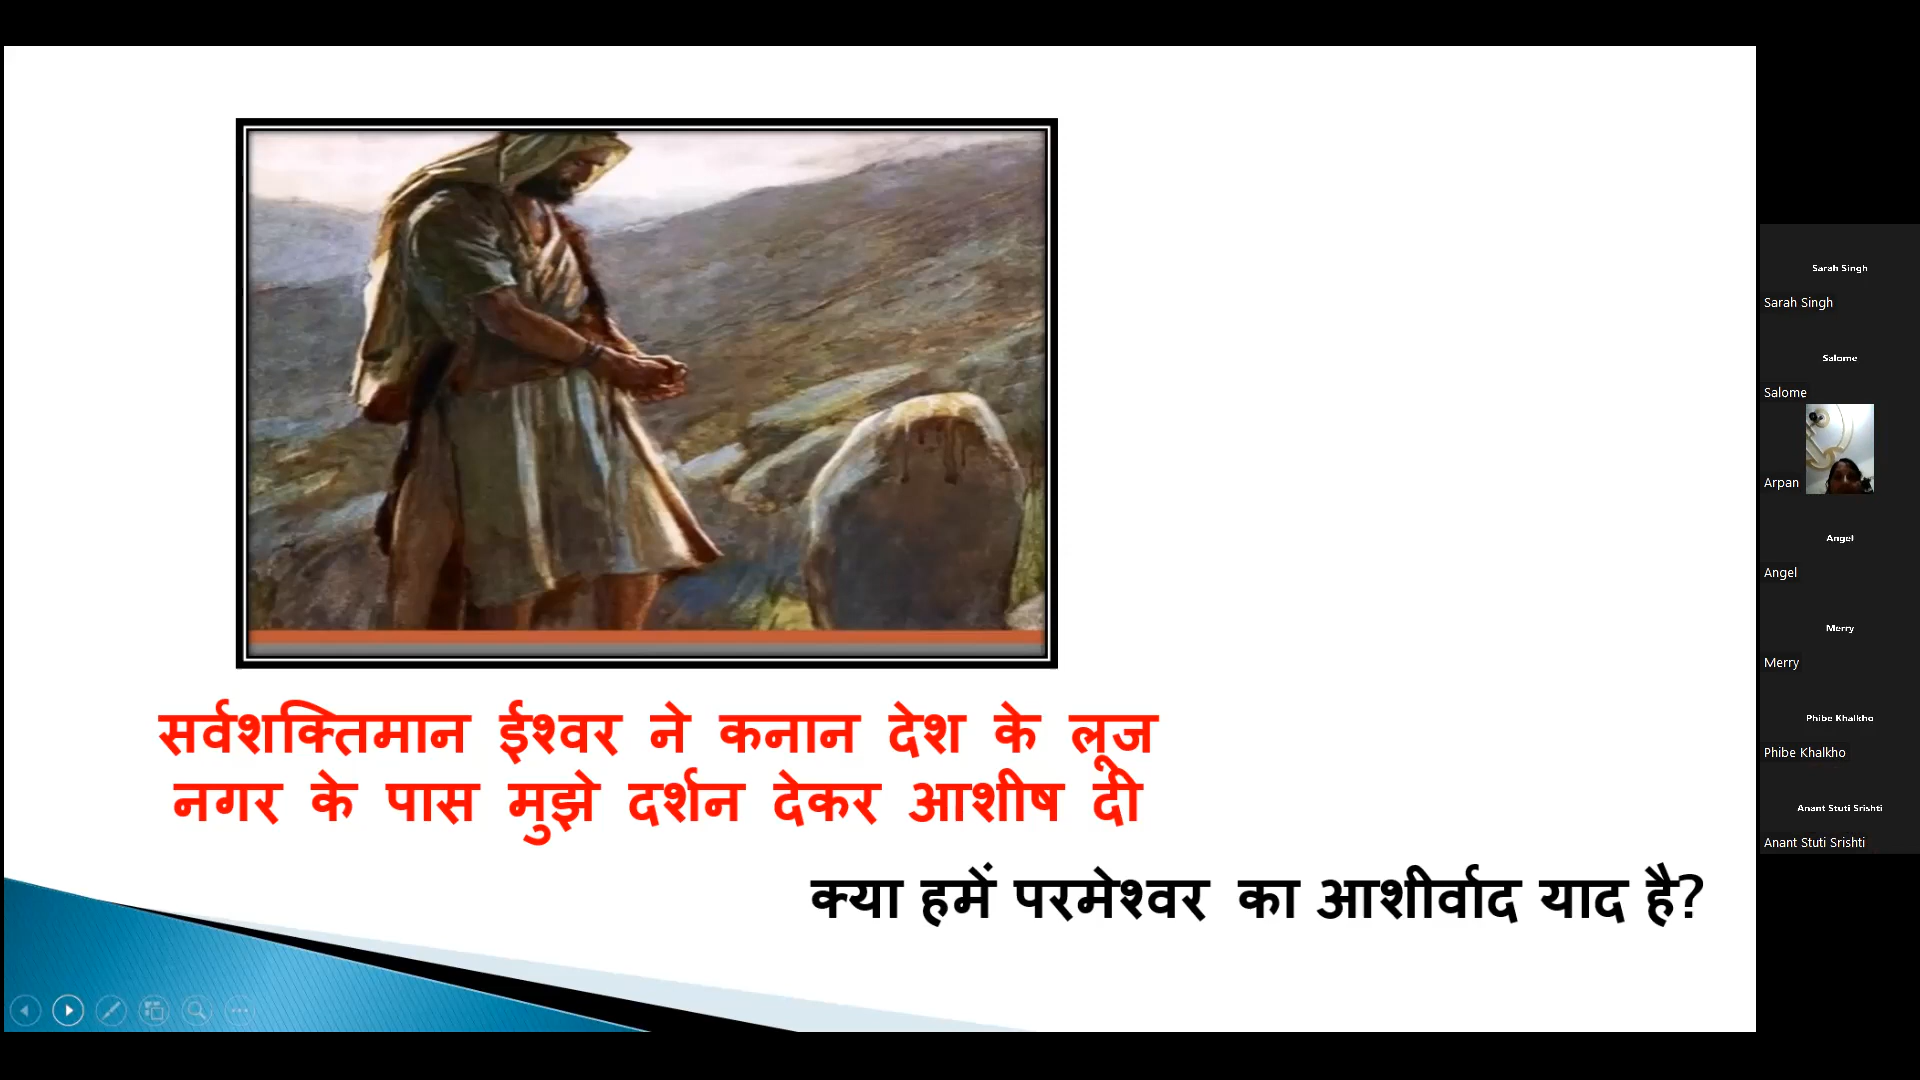 सर्वशक्तिमान ईश्वर ने कनान देश के लूज
नगर के पास मुझे दर्शन देकर आशीष दी
क्या हमें परमेश्वर का आशीर्वाद याद है?
Sarah Singh
Sarah Singh
Salome
Salome
Arpan
Angel
Angel
Merry
Merry
Phibe Khalkho
Phibe Khalkho
Anant Stuti Srishti
Anant Stuti Srishti